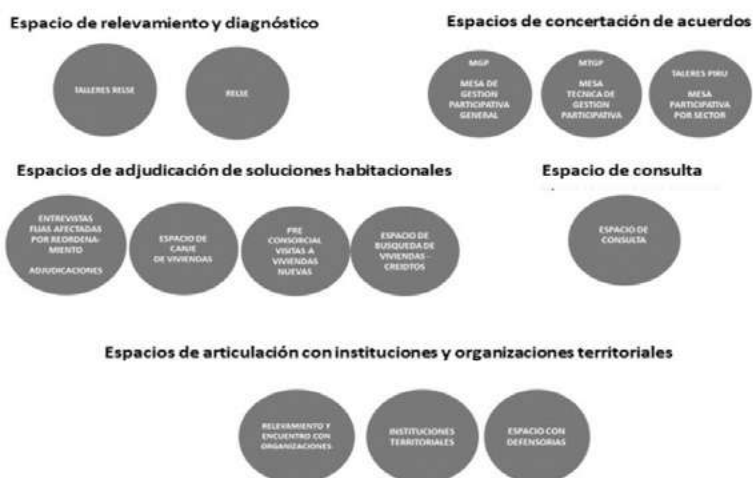 Espacio de relevamiento y diagnóstico
TALLERES RELSE
RELSE
Espacios de concertación de acuerdos
MGP
MESA DE
GESTION
PARTICIPATIVA
GENERAL
MTGP
MESA
TECNICA DE
GESTION
PARTICIPATIVA
TALERES PIRU
MESA
PARTICIPATIVA
POR SECTOR
Espacios de adjudicación de soluciones habitacionales
ENTREVISTAS
FLIAS AFECTADAS
POR REORDENA-
MIENTO
ADJUDICACIONES
ESPACIO DE
CANJE
DE VIVIENDAS
PRE
CONSORCIAL
VISITAS A
VIVIENDAS
NUEVAS
ESPACIO DE
BUSQUEDA DE
VIVIENDAS -
CREIDTOS
Espacio de consulta
ESPACIO DE
CONSULTA
Espacios de articulación con instituciones y organizaciones territoriales
RELEVAMIENTO Y
ENCUENTRO CON
ORGANIZACIONES
INSTITUCIONES
TERRITORIALES
ESPACIO CON
DEFENSORIAS